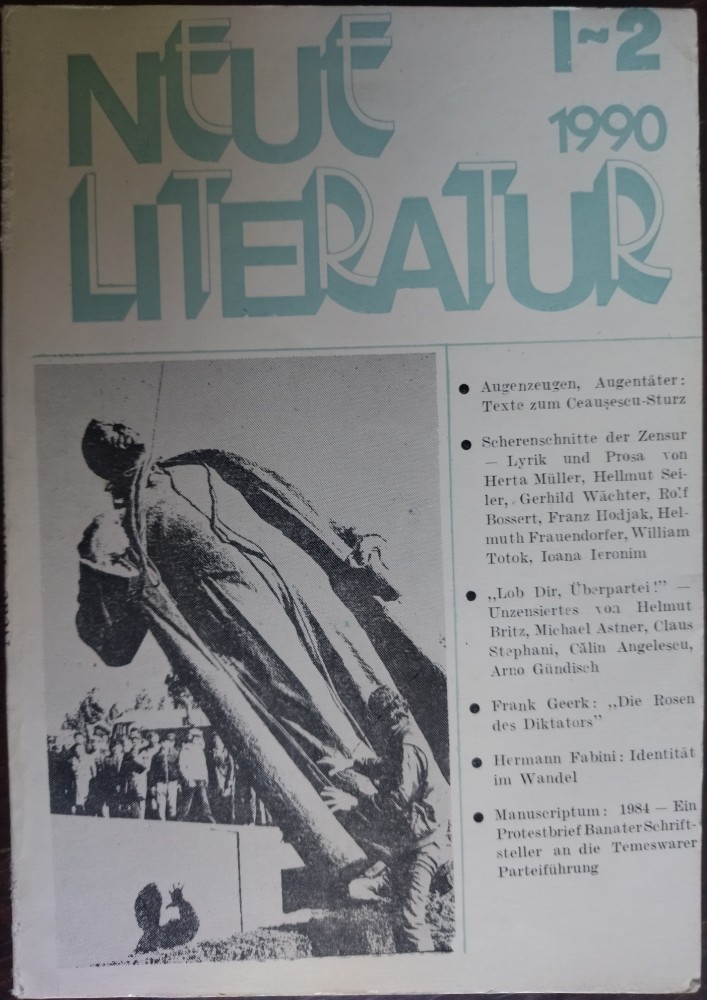 NEUE
LITERATUR
1~2
1990
• Augenzeugen, Augentäter:
Texte zum Ceaușescu-Sturz
• Scherenschnitte der Zensur
— Lyrik und Prosa von
Herta Müller, Hellmut Sei-
ler, Gerhild Wächter, Rolf
Bossert, Franz Hodjak, Hel-
muth Frauendorfer, William
Totok, Ioana Ieronim
• „Lob Dir, Überpartei!” —
Unzensiertes von Helmut
Britz, Michael Astner, Claus
Stephani, Călin Angelescu,
Arno Gündisch
• Frank Geerk: „Die Rosen
des Diktators”
• Hermann Fabini: Identität
im Wandel
• Manuscriptum: 1984 — Ein
Protestbrief Banater Schrift-
steller an die Temeswarer
Parteiführung